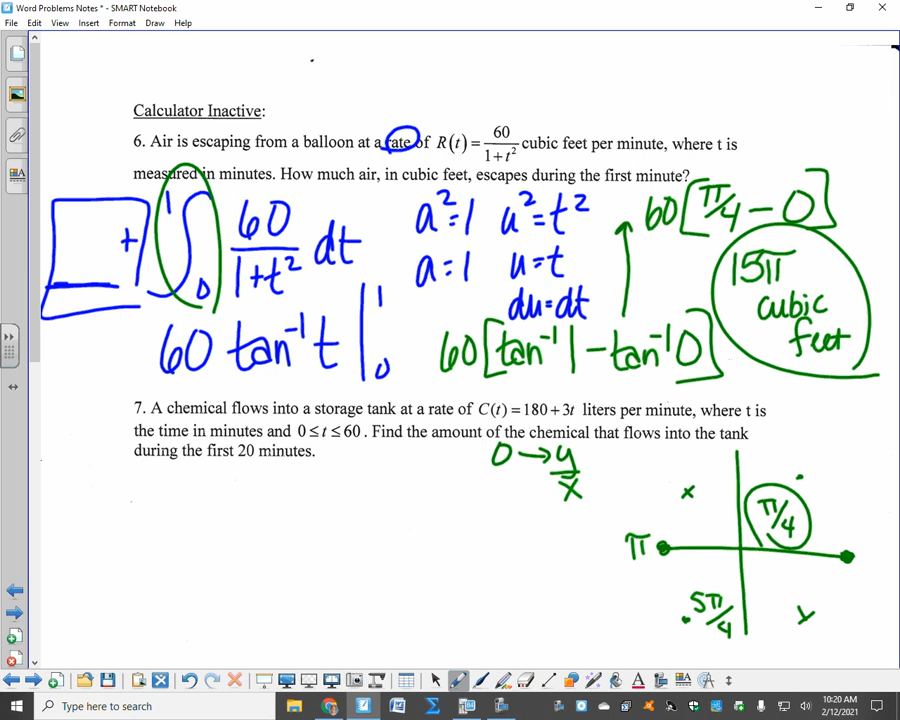 Word Problems Notes * - SMART Notebook
File Edit View Insert Format Draw Help
Calculator Inactive:
6. Air is escaping from a balloon at a rate of R(t) = 60/(1+t²) cubic feet per minute, where t is
measured in minutes. How much air, in cubic feet, escapes during the first minute?
+ ∫₀¹ 60/(1+t²) dt
a²=1 u²=t²
a=1 u=t
du=dt
60 tan⁻¹t |₀¹
60[tan⁻¹1 - tan⁻¹0]
60[π/4 - 0]
15π
cubic
feet
7. A chemical flows into a storage tank at a rate of C(t) = 180 + 3t liters per minute, where t is
the time in minutes and 0 ≤ t ≤ 60. Find the amount of the chemical that flows into the tank
during the first 20 minutes.
0 → y/x
x
π/4
π
5π/4
Type here to search
10:20 AM
2/12/2021